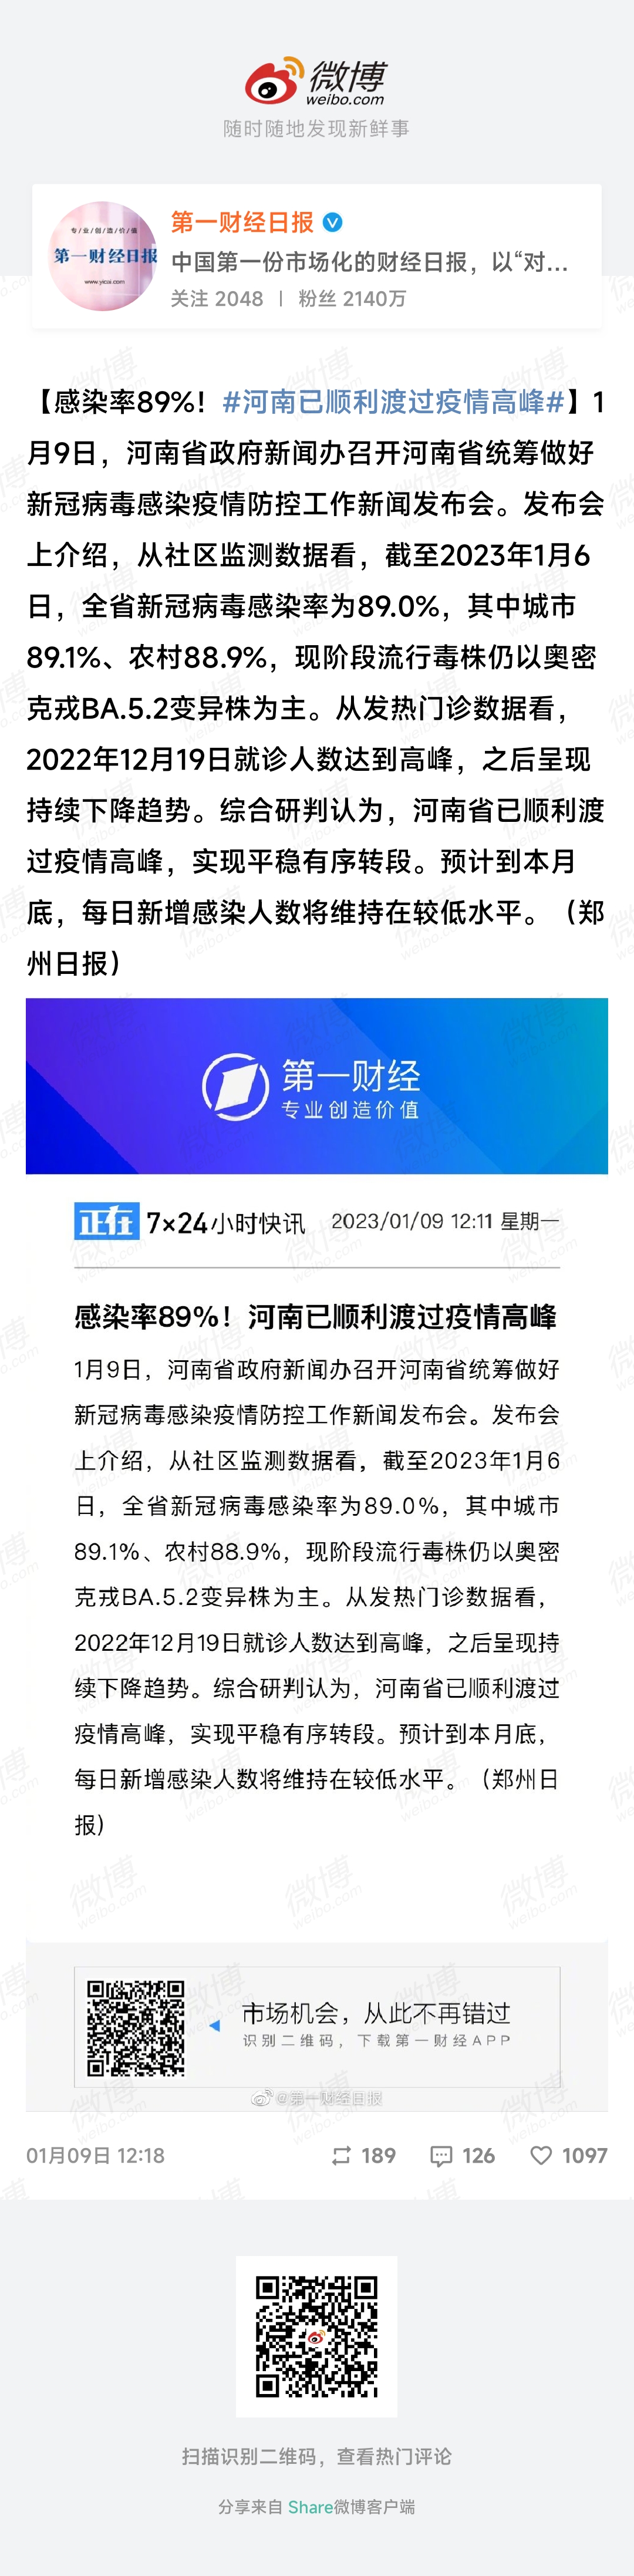 微博
weibo.com
随时随地发现新鲜事
专/业/创/造/价/值
第一财经日报
www.yicai.com
第一财经日报
中国第一份市场化的财经日报，以“对...
关注 2048 | 粉丝 2140万
【感染率89%！#河南已顺利渡过疫情高峰#】1
月9日，河南省政府新闻办召开河南省统筹做好
新冠病毒感染疫情防控工作新闻发布会。发布会
上介绍，从社区监测数据看，截至2023年1月6
日，全省新冠病毒感染率为89.0%，其中城市
89.1%、农村88.9%，现阶段流行毒株仍以奥密
克戎BA.5.2变异株为主。从发热门诊数据看，
2022年12月19日就诊人数达到高峰，之后呈现
持续下降趋势。综合研判认为，河南省已顺利渡
过疫情高峰，实现平稳有序转段。预计到本月
底，每日新增感染人数将维持在较低水平。（郑
州日报）
第一财经
专业创造价值
正在 7×24小时快讯 2023/01/09 12:11 星期一
感染率89%！河南已顺利渡过疫情高峰
1月9日，河南省政府新闻办召开河南省统筹做好
新冠病毒感染疫情防控工作新闻发布会。发布会
上介绍，从社区监测数据看，截至2023年1月6
日，全省新冠病毒感染率为89.0%，其中城市
89.1%、农村88.9%，现阶段流行毒株仍以奥密
克戎BA.5.2变异株为主。从发热门诊数据看，
2022年12月19日就诊人数达到高峰，之后呈现持
续下降趋势。综合研判认为，河南省已顺利渡过
疫情高峰，实现平稳有序转段。预计到本月底，
每日新增感染人数将维持在较低水平。（郑州日
报）
市场机会，从此不再错过
识别二维码，下载第一财经APP
@第一财经日报
01月09日 12:18 189 126 1097
扫描识别二维码，查看热门评论
分享来自 Share微博客户端